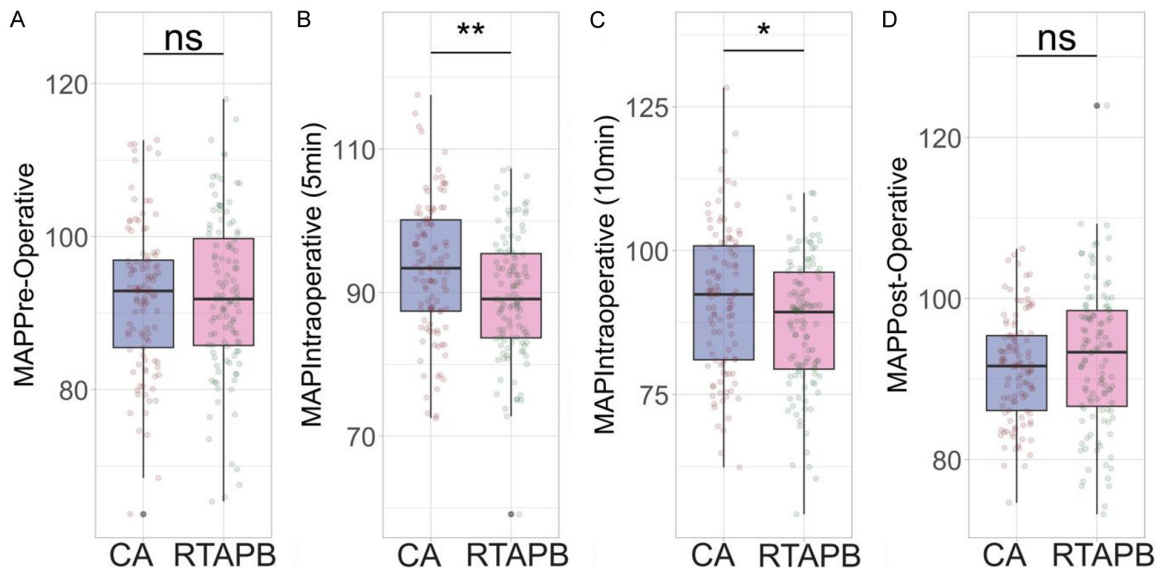 A
ns
120
100
80
MAPPre-Operative
CA RTAPB
B
**
110
90
70
MAPIntraoperative (5min)
CA RTAPB
C
*
125
100
75
MAPIntraoperative (10min)
CA RTAPB
D
ns
120
100
80
MAPPost-Operative
CA RTAPB